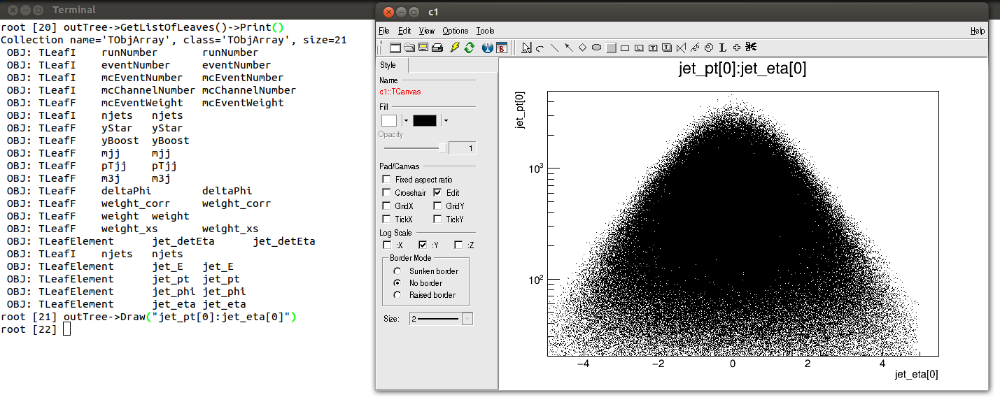 Terminal
root [20] outTree->GetListOfLeaves()->Print()
Collection name='TObjArray', class='TObjArray', size=21
OBJ: TLeafI runNumber runNumber
OBJ: TLeafI eventNumber eventNumber
OBJ: TLeafI mcEventNumber mcEventNumber
OBJ: TLeafI mcChannelNumber mcChannelNumber
OBJ: TLeafF mcEventWeight mcEventWeight
OBJ: TLeafI njets njets
OBJ: TLeafF yStar yStar
OBJ: TLeafF yBoost yBoost
OBJ: TLeafF mjj mjj
OBJ: TLeafF pTjj pTjj
OBJ: TLeafF m3j m3j
OBJ: TLeafF deltaPhi deltaPhi
OBJ: TLeafF weight_corr weight_corr
OBJ: TLeafF weight weight
OBJ: TLeafF weight_xs weight_xs
OBJ: TLeafElement jet_detEta jet_detEta
OBJ: TLeafI njets njets
OBJ: TLeafElement jet_E jet_E
OBJ: TLeafElement jet_pt jet_pt
OBJ: TLeafElement jet_phi jet_phi
OBJ: TLeafElement jet_eta jet_eta
root [21] outTree->Draw("jet_pt[0]:jet_eta[0]")
root [22]
c1
File Edit View Options Tools Help
Style
Name
c1::TCanvas
Fill
Opacity
1
Pad/Canvas
Fixed aspect ratio
Crosshair Edit
GridX GridY
TickX TickY
Log Scale
:X :Y :Z
Border Mode
Sunken border
No border
Raised border
Size: 2
jet_pt[0]:jet_eta[0]
jet_pt[0]
10³
10²
−4 −2 0 2 4
jet_eta[0]